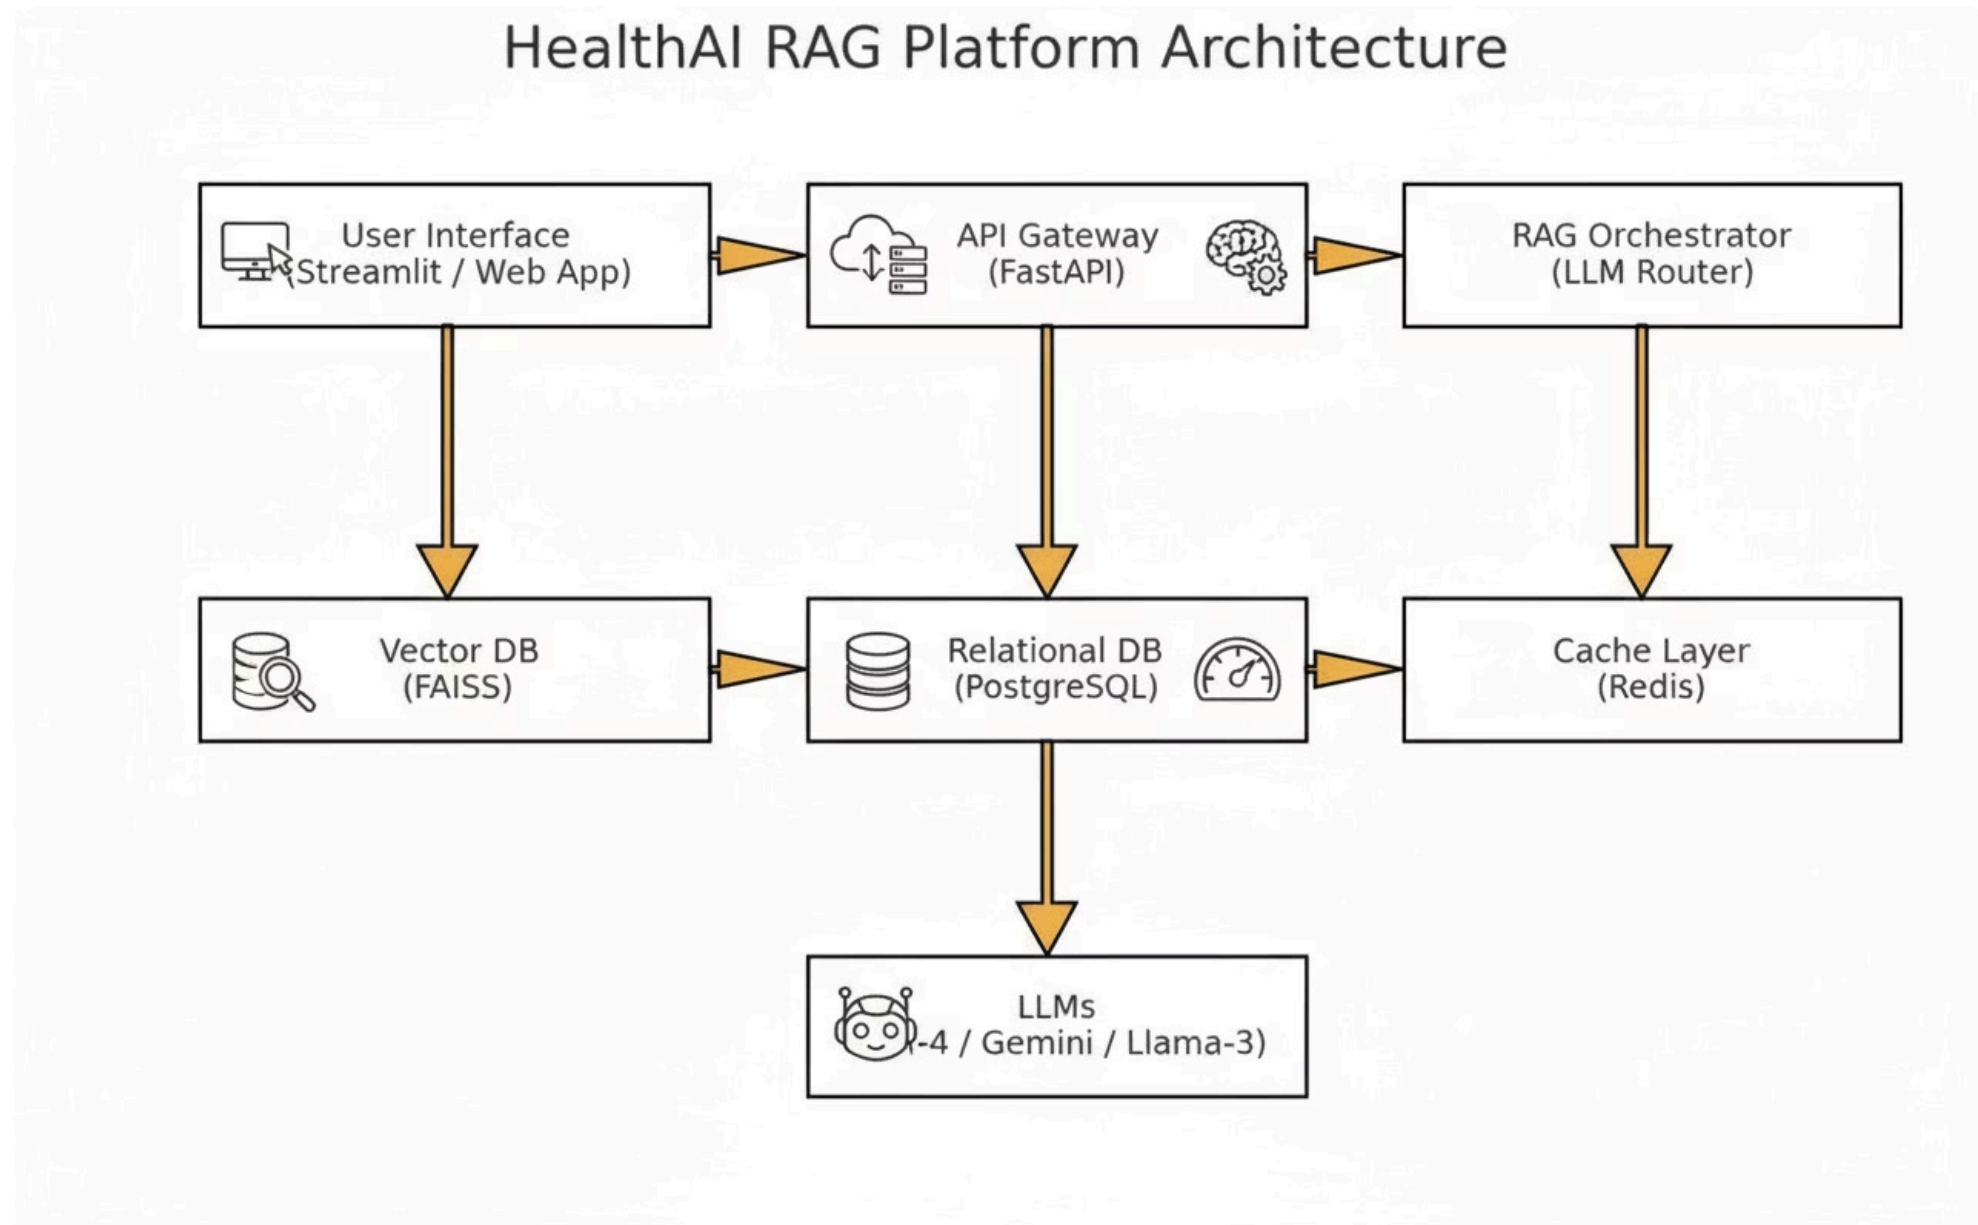 HealthAI RAG Platform Architecture
User Interface
(Streamlit / Web App)
API Gateway
(FastAPI)
RAG Orchestrator
(LLM Router)
Vector DB
(FAISS)
Relational DB
(PostgreSQL)
Cache Layer
(Redis)
LLMs
(-4 / Gemini / Llama-3)